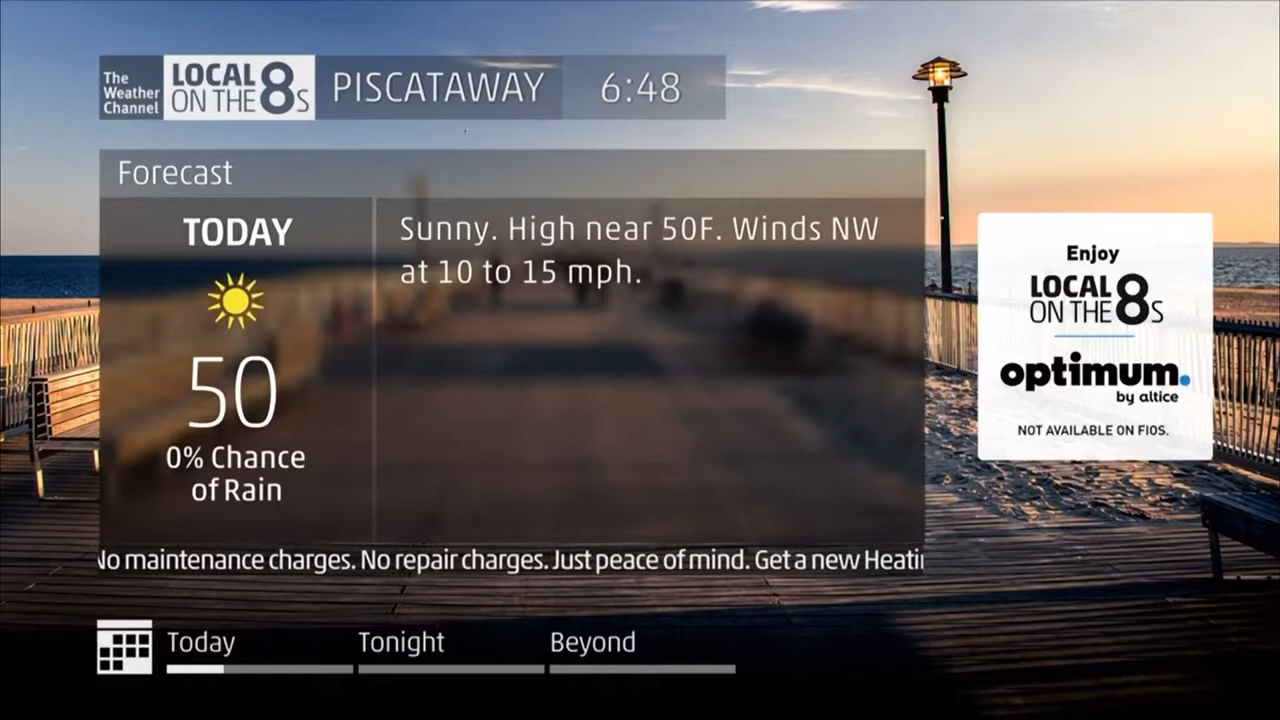 The
Weather
Channel
LOCAL
ON THE 8s
PISCATAWAY
6:48
Forecast
TODAY
50
0% Chance
of Rain
Sunny. High near 50F. Winds NW
at 10 to 15 mph.
Enjoy
LOCAL
ON THE 8s
optimum.
by altice
NOT AVAILABLE ON FIOS.
No maintenance charges. No repair charges. Just peace of mind. Get a new Heati
Today
Tonight
Beyond